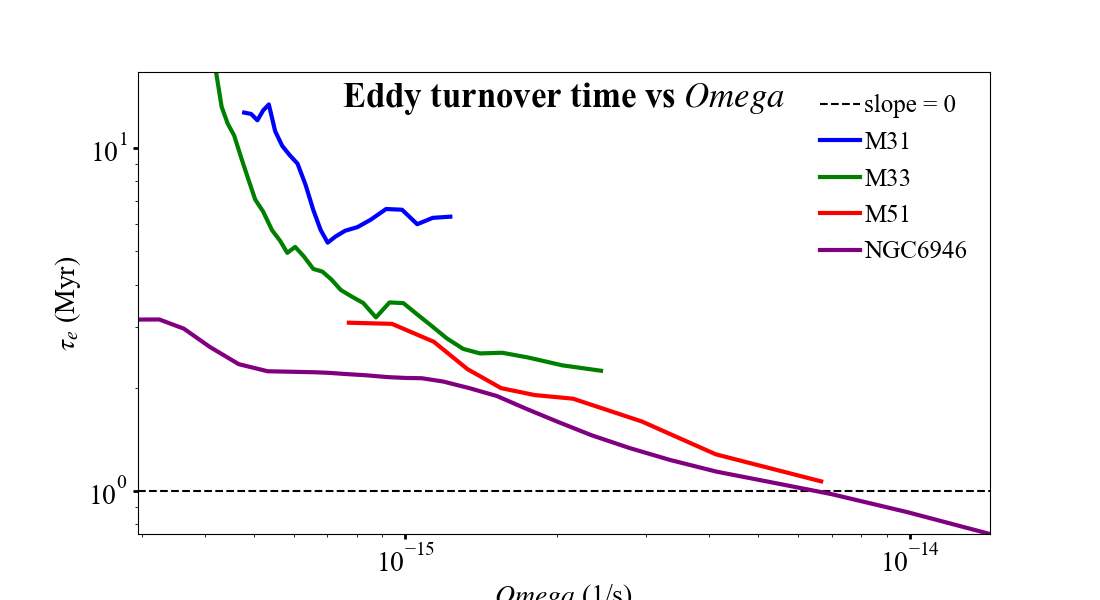 Eddy turnover time vs Omega
slope = 0
M31
M33
M51
NGC6946
10^1
10^0
τ_e (Myr)
10^−15
10^−14
Omega (1/s)